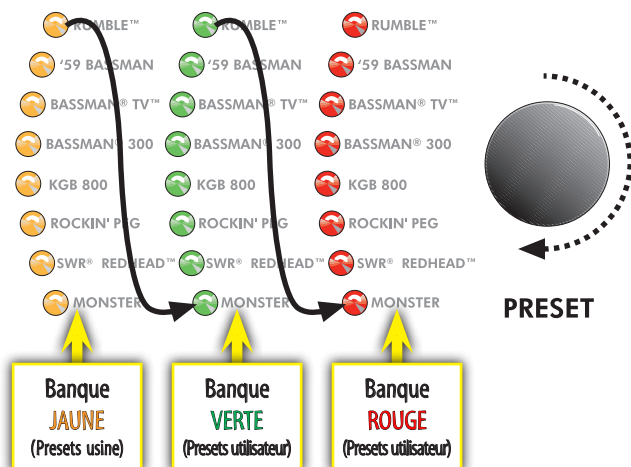 RUMBLE™
'59 BASSMAN
BASSMAN® TV™
BASSMAN® 300
KGB 800
ROCKIN' PEG
SWR® REDHEAD™
MONSTER
RUMBLE™
'59 BASSMAN
BASSMAN® TV™
BASSMAN® 300
KGB 800
ROCKIN' PEG
SWR® REDHEAD™
MONSTER
RUMBLE™
'59 BASSMAN
BASSMAN® TV™
BASSMAN® 300
KGB 800
ROCKIN' PEG
SWR® REDHEAD™
MONSTER
PRESET
Banque
JAUNE
(Presets usine)
Banque
VERTE
(Presets utilisateur)
Banque
ROUGE
(Presets utilisateur)